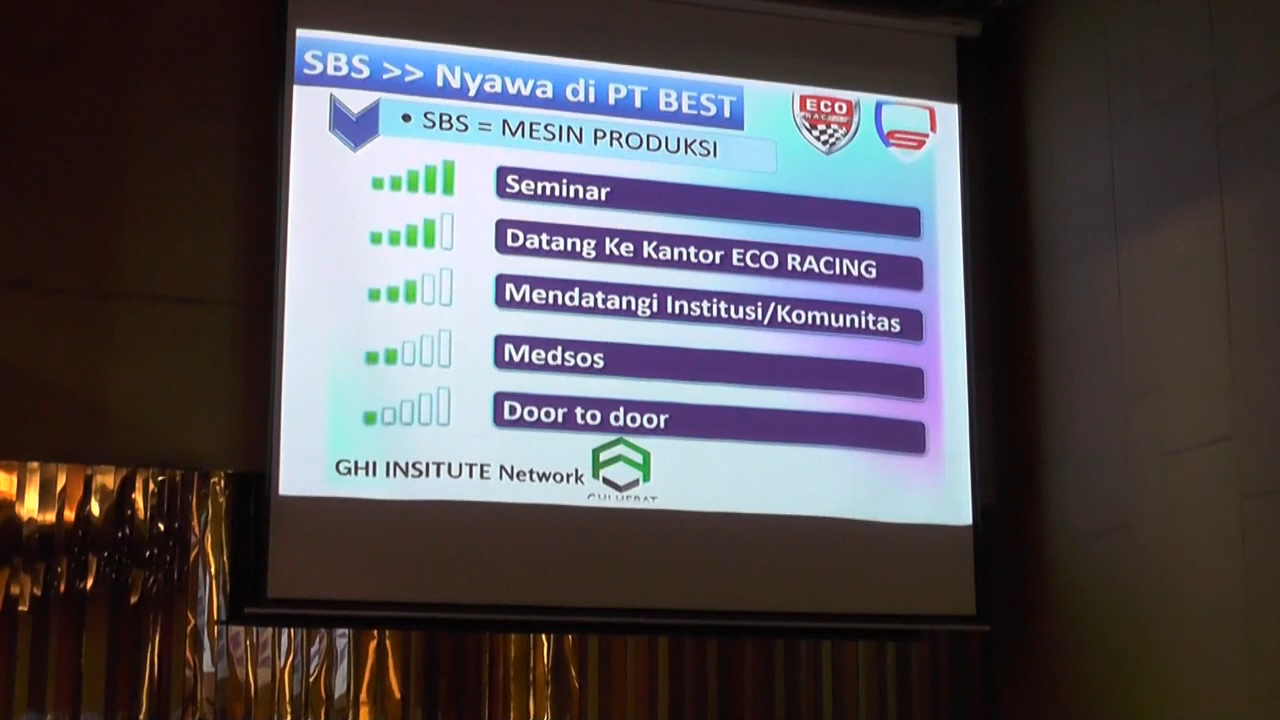 SBS >> Nyawa di PT BEST
• SBS = MESIN PRODUKSI
ECO
RACING
Seminar
Datang Ke Kantor ECO RACING
Mendatangi Institusi/Komunitas
Medsos
Door to door
GHI INSITUTE Network